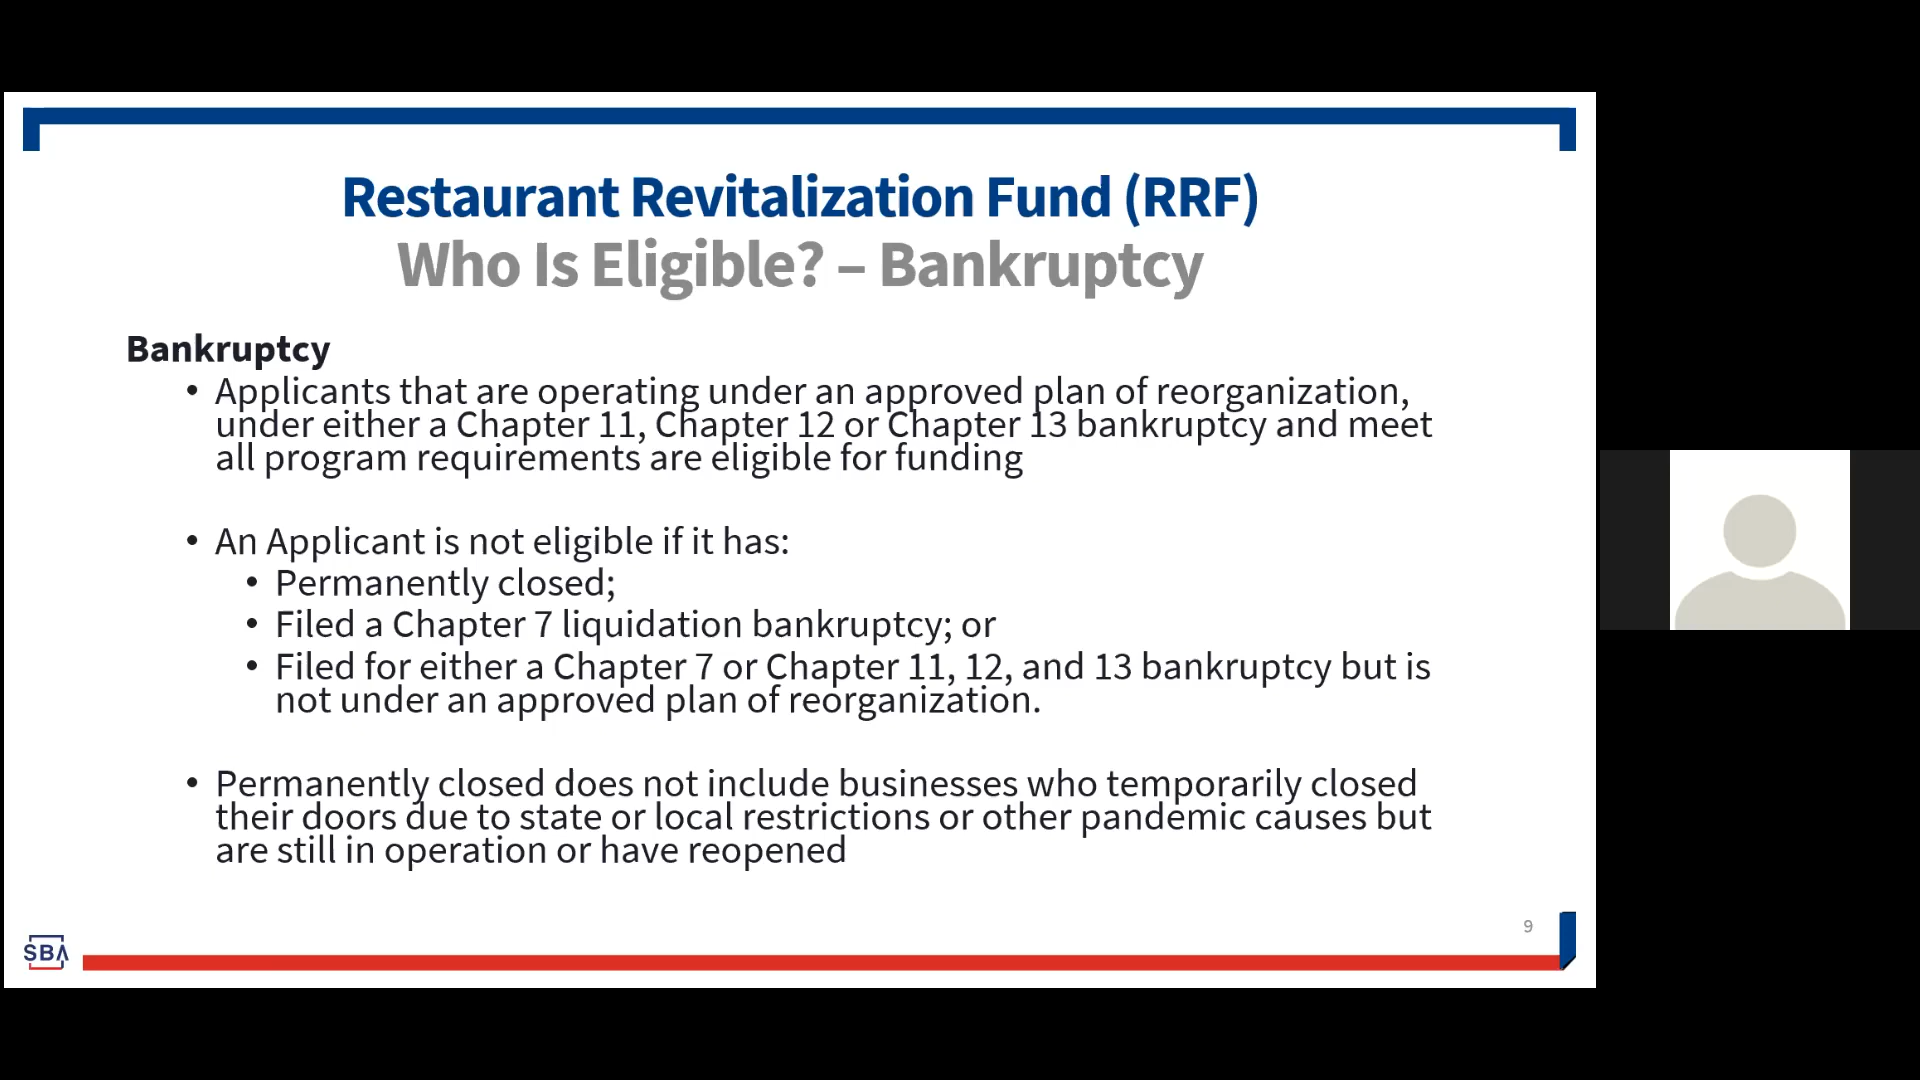 Restaurant Revitalization Fund (RRF)
Who Is Eligible? – Bankruptcy
Bankruptcy
• Applicants that are operating under an approved plan of reorganization,
under either a Chapter 11, Chapter 12 or Chapter 13 bankruptcy and meet
all program requirements are eligible for funding
• An Applicant is not eligible if it has:
• Permanently closed;
• Filed a Chapter 7 liquidation bankruptcy; or
• Filed for either a Chapter 7 or Chapter 11, 12, and 13 bankruptcy but is
not under an approved plan of reorganization.
• Permanently closed does not include businesses who temporarily closed
their doors due to state or local restrictions or other pandemic causes but
are still in operation or have reopened
9
SBA